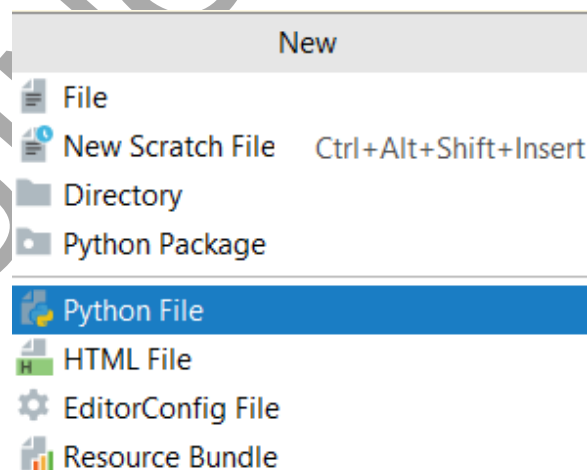 New
File
New Scratch File Ctrl+Alt+Shift+Insert
Directory
Python Package
Python File
H HTML File
EditorConfig File
Resource Bundle